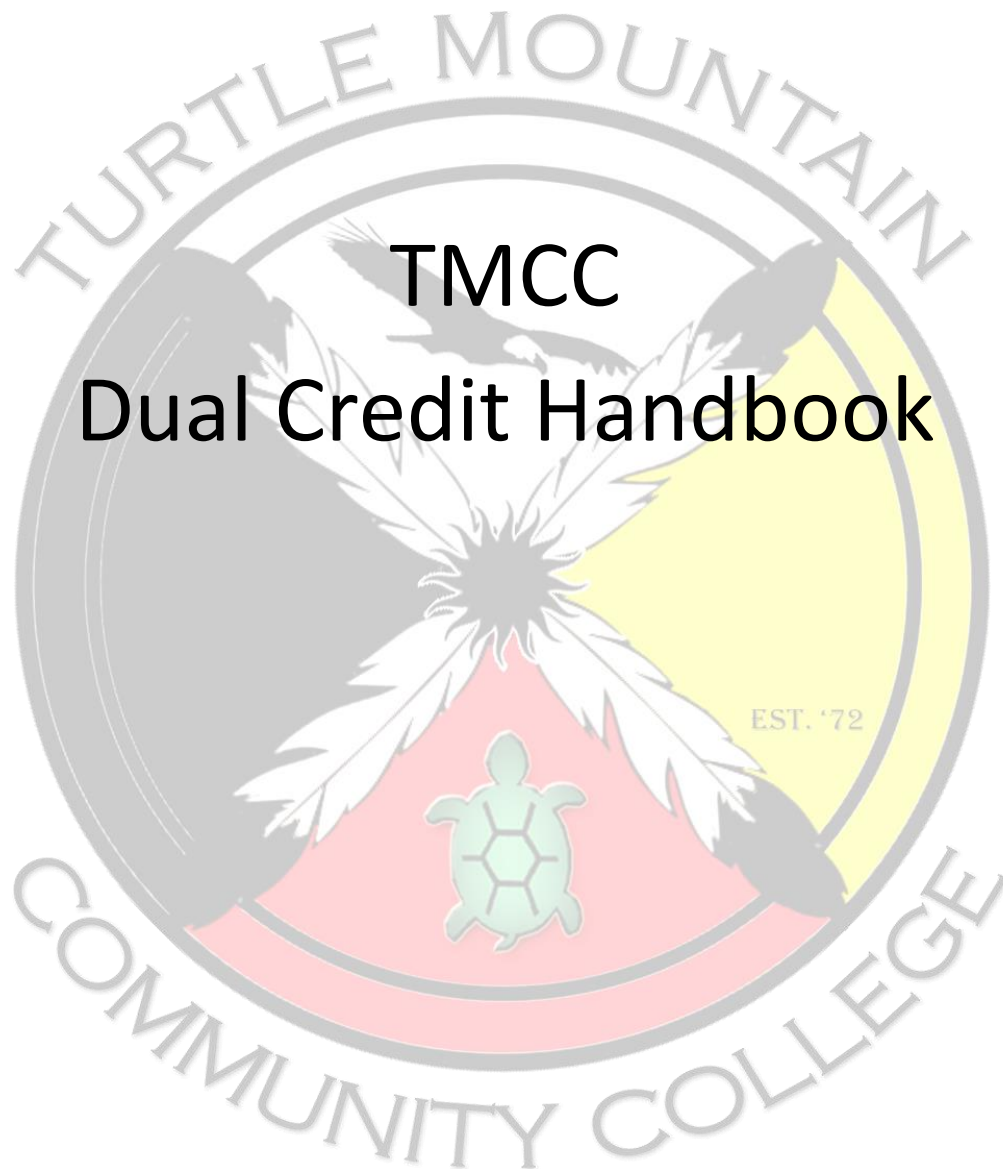 TURTLE MOUNTAIN
TMCC
Dual Credit Handbook
EST. ‘72
COMMUNITY COLLEGE